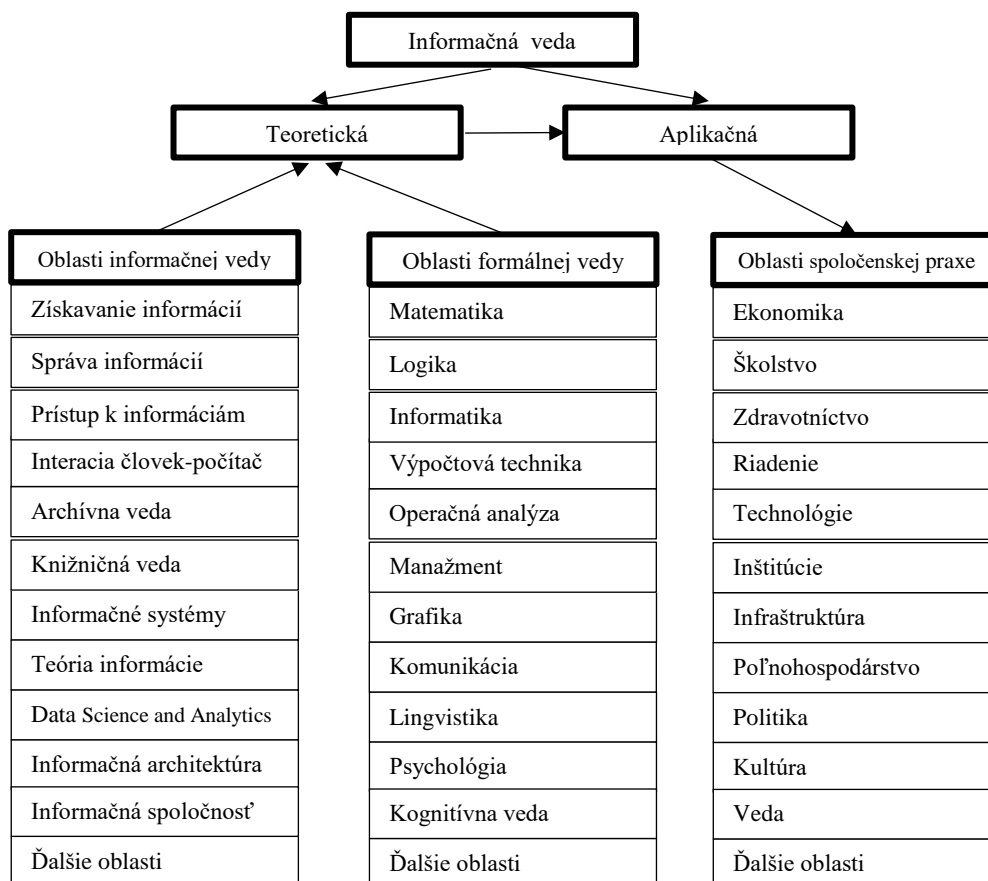 Informačná veda
Teoretická
Aplikačná
Oblasti informačnej vedy
Získavanie informácií
Správa informácií
Prístup k informáciám
Interacia človek-počítač
Archívna veda
Knižničná veda
Informačné systémy
Teória informácie
Data Science and Analytics
Informačná architektúra
Informačná spoločnosť
Ďalšie oblasti
Oblasti formálnej vedy
Matematika
Logika
Informatika
Výpočtová technika
Operačná analýza
Manažment
Grafika
Komunikácia
Lingvistika
Psychológia
Kognitívna veda
Ďalšie oblasti
Oblasti spoločenskej praxe
Ekonomika
Školstvo
Zdravotníctvo
Riadenie
Technológie
Inštitúcie
Infraštruktúra
Poľnohospodárstvo
Politika
Kultúra
Veda
Ďalšie oblasti